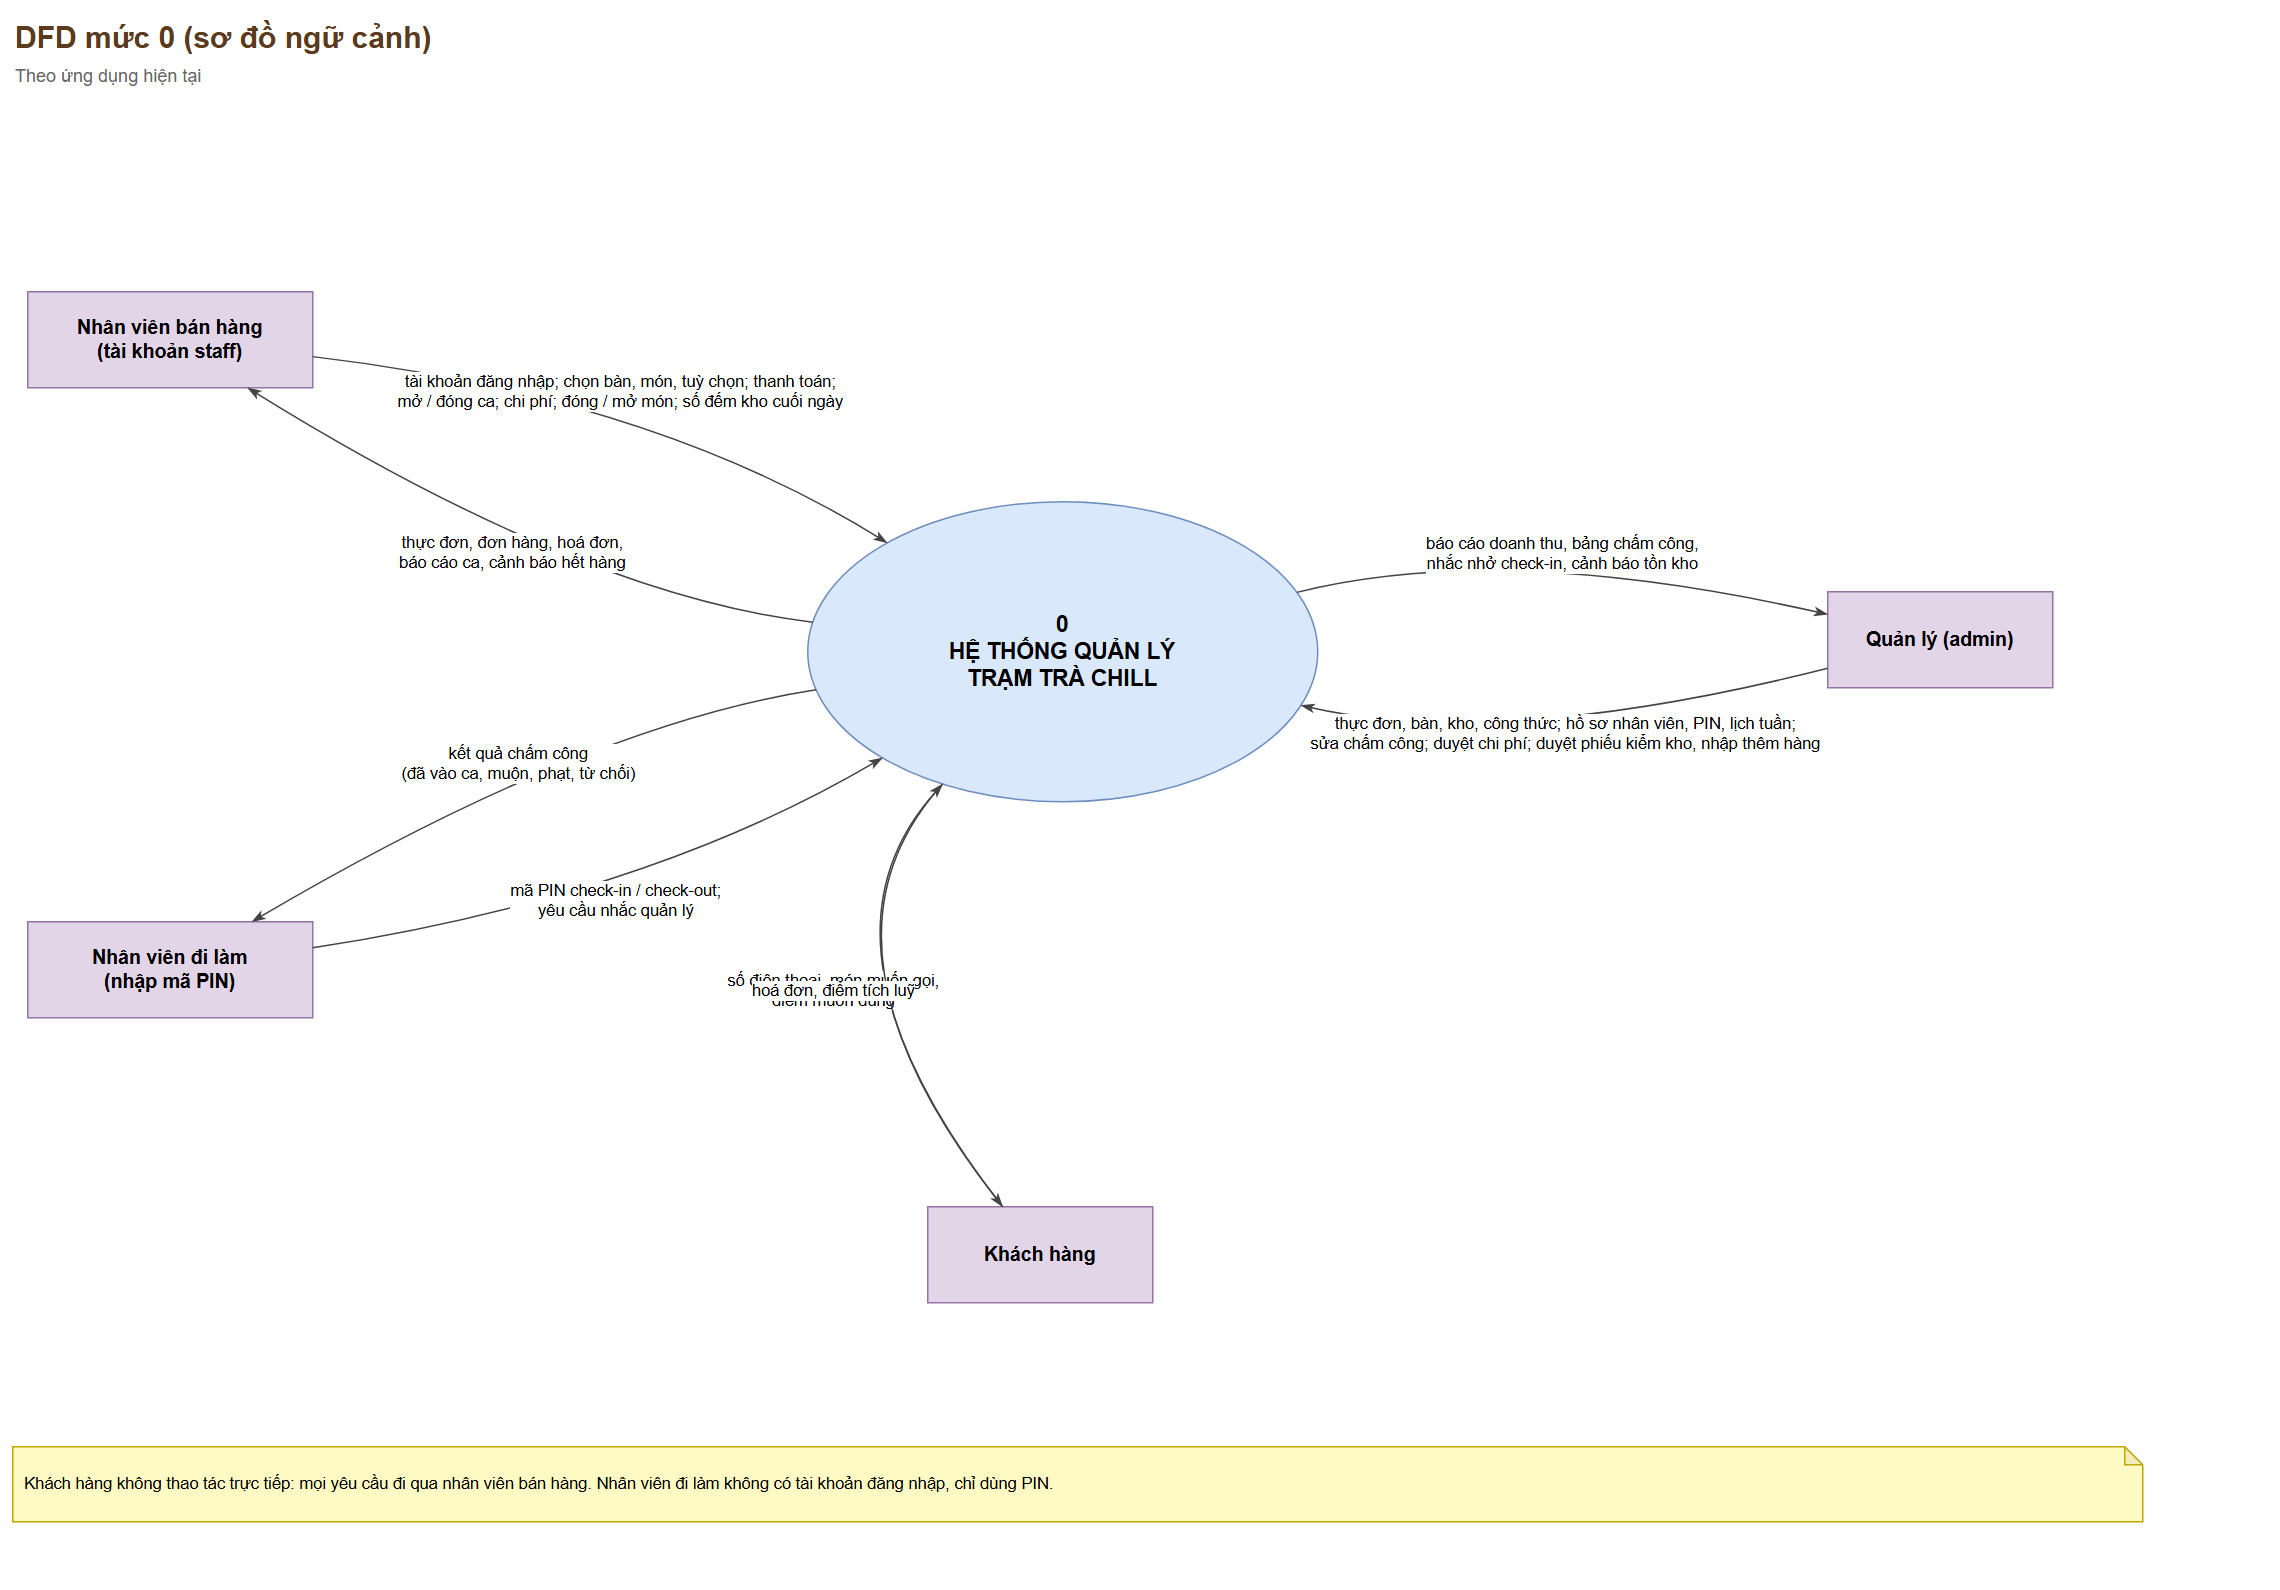 DFD mức 0 (sơ đồ ngữ cảnh)
Theo ứng dụng hiện tại
Nhân viên bán hàng
(tài khoản staff)
tài khoản đăng nhập; chọn bàn, món, tuỳ chọn; thanh toán;
mở / đóng ca; chi phí; đóng / mở món; số đếm kho cuối ngày
thực đơn, đơn hàng, hoá đơn,
báo cáo ca, cảnh báo hết hàng
báo cáo doanh thu, bảng chấm công,
nhắc nhở check-in, cảnh báo tồn kho
0
HỆ THỐNG QUẢN LÝ
TRẠM TRÀ CHILL
Quản lý (admin)
thực đơn, bàn, kho, công thức; hồ sơ nhân viên, PIN, lịch tuần;
sửa chấm công; duyệt chi phí; duyệt phiếu kiểm kho, nhập thêm hàng
kết quả chấm công
(đã vào ca, muộn, phạt, từ chối)
mã PIN check-in / check-out;
yêu cầu nhắc quản lý
Nhân viên đi làm
(nhập mã PIN)
số điện thoại, món muốn gọi,
hoá đơn, điểm tích luỹ
điểm muốn dùng
Khách hàng
Khách hàng không thao tác trực tiếp: mọi yêu cầu đi qua nhân viên bán hàng. Nhân viên đi làm không có tài khoản đăng nhập, chỉ dùng PIN.